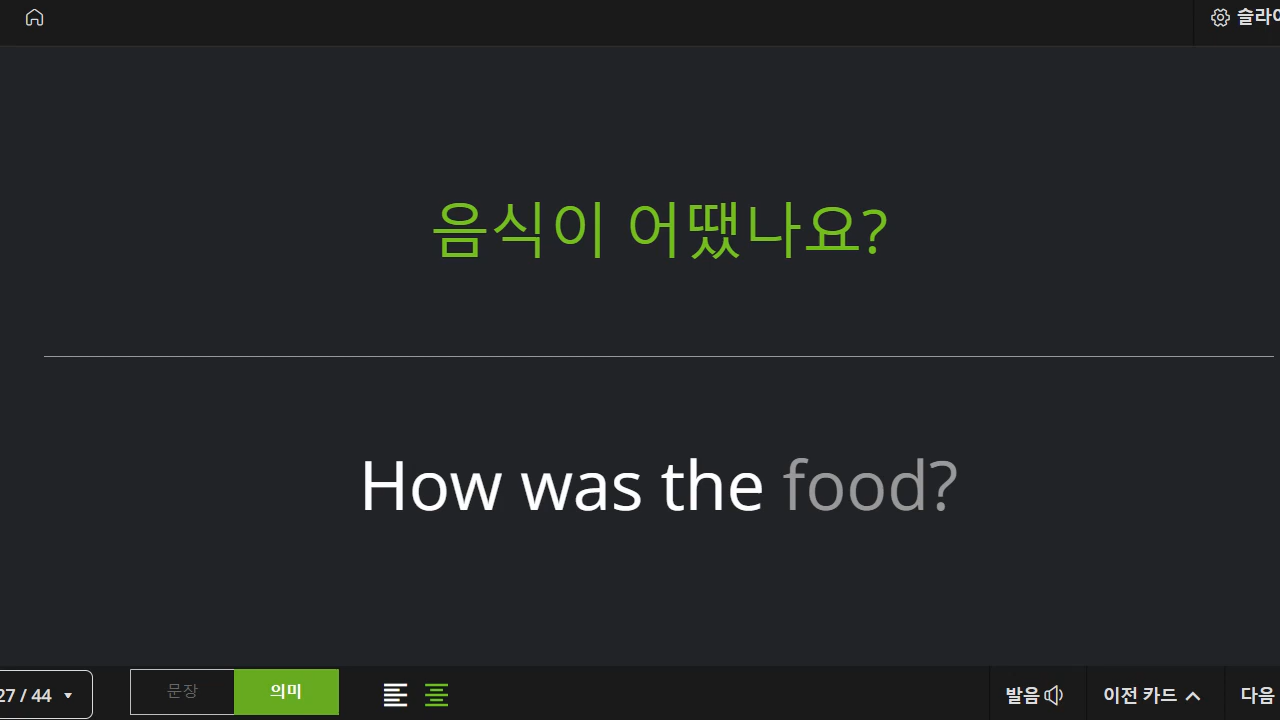 슬라이
음식이 어땠나요?
How was the food?
27 / 44
문장
의미
발음
이전 카드
다음